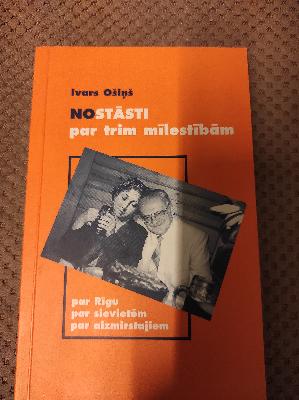 Ivars Ošiņš
NOSTĀSTI
par trim mīlestībām
par Rīgu
par sievietēm
par aizmirstajiem